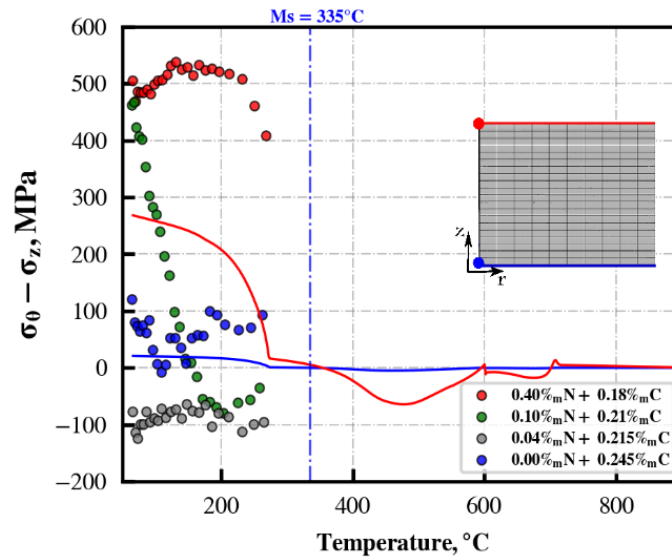 Ms = 335°C
600
500
400
300
200
100
0
−100
−200
σθ − σz, MPa
z
r
0.40%mN + 0.18%mC
0.10%mN + 0.21%mC
0.04%mN + 0.215%mC
0.00%mN + 0.245%mC
200 400 600 800
Temperature, °C